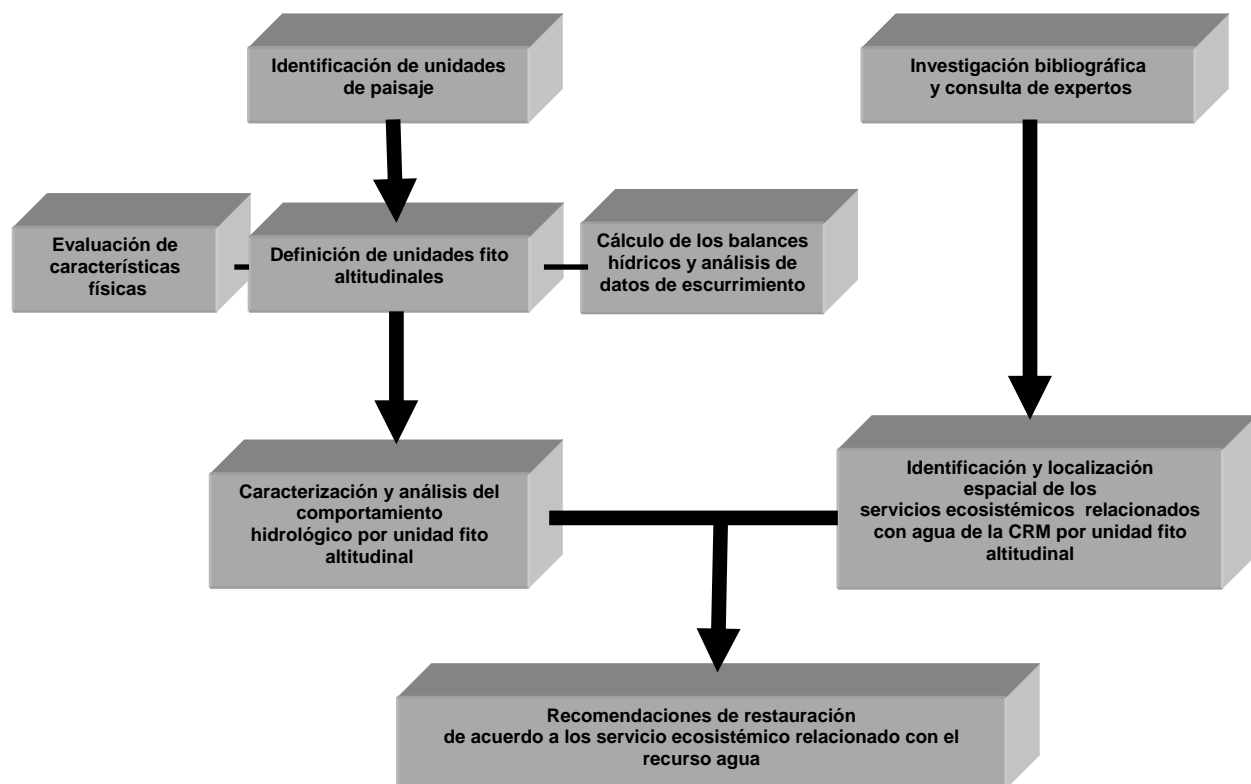 Identificación de unidades
de paisaje
Investigación bibliográfica
y consulta de expertos
Evaluación de
características
físicas
Definición de unidades fito
altitudinales
Cálculo de los balances
hídricos y análisis de
datos de escurrimiento
Caracterización y análisis del
comportamiento
hidrológico por unidad fito
altitudinal
Identificación y localización
espacial de los
servicios ecosistémicos relacionados
con agua de la CRM por unidad fito
altitudinal
Recomendaciones de restauración
de acuerdo a los servicio ecosistémico relacionado con el
recurso agua